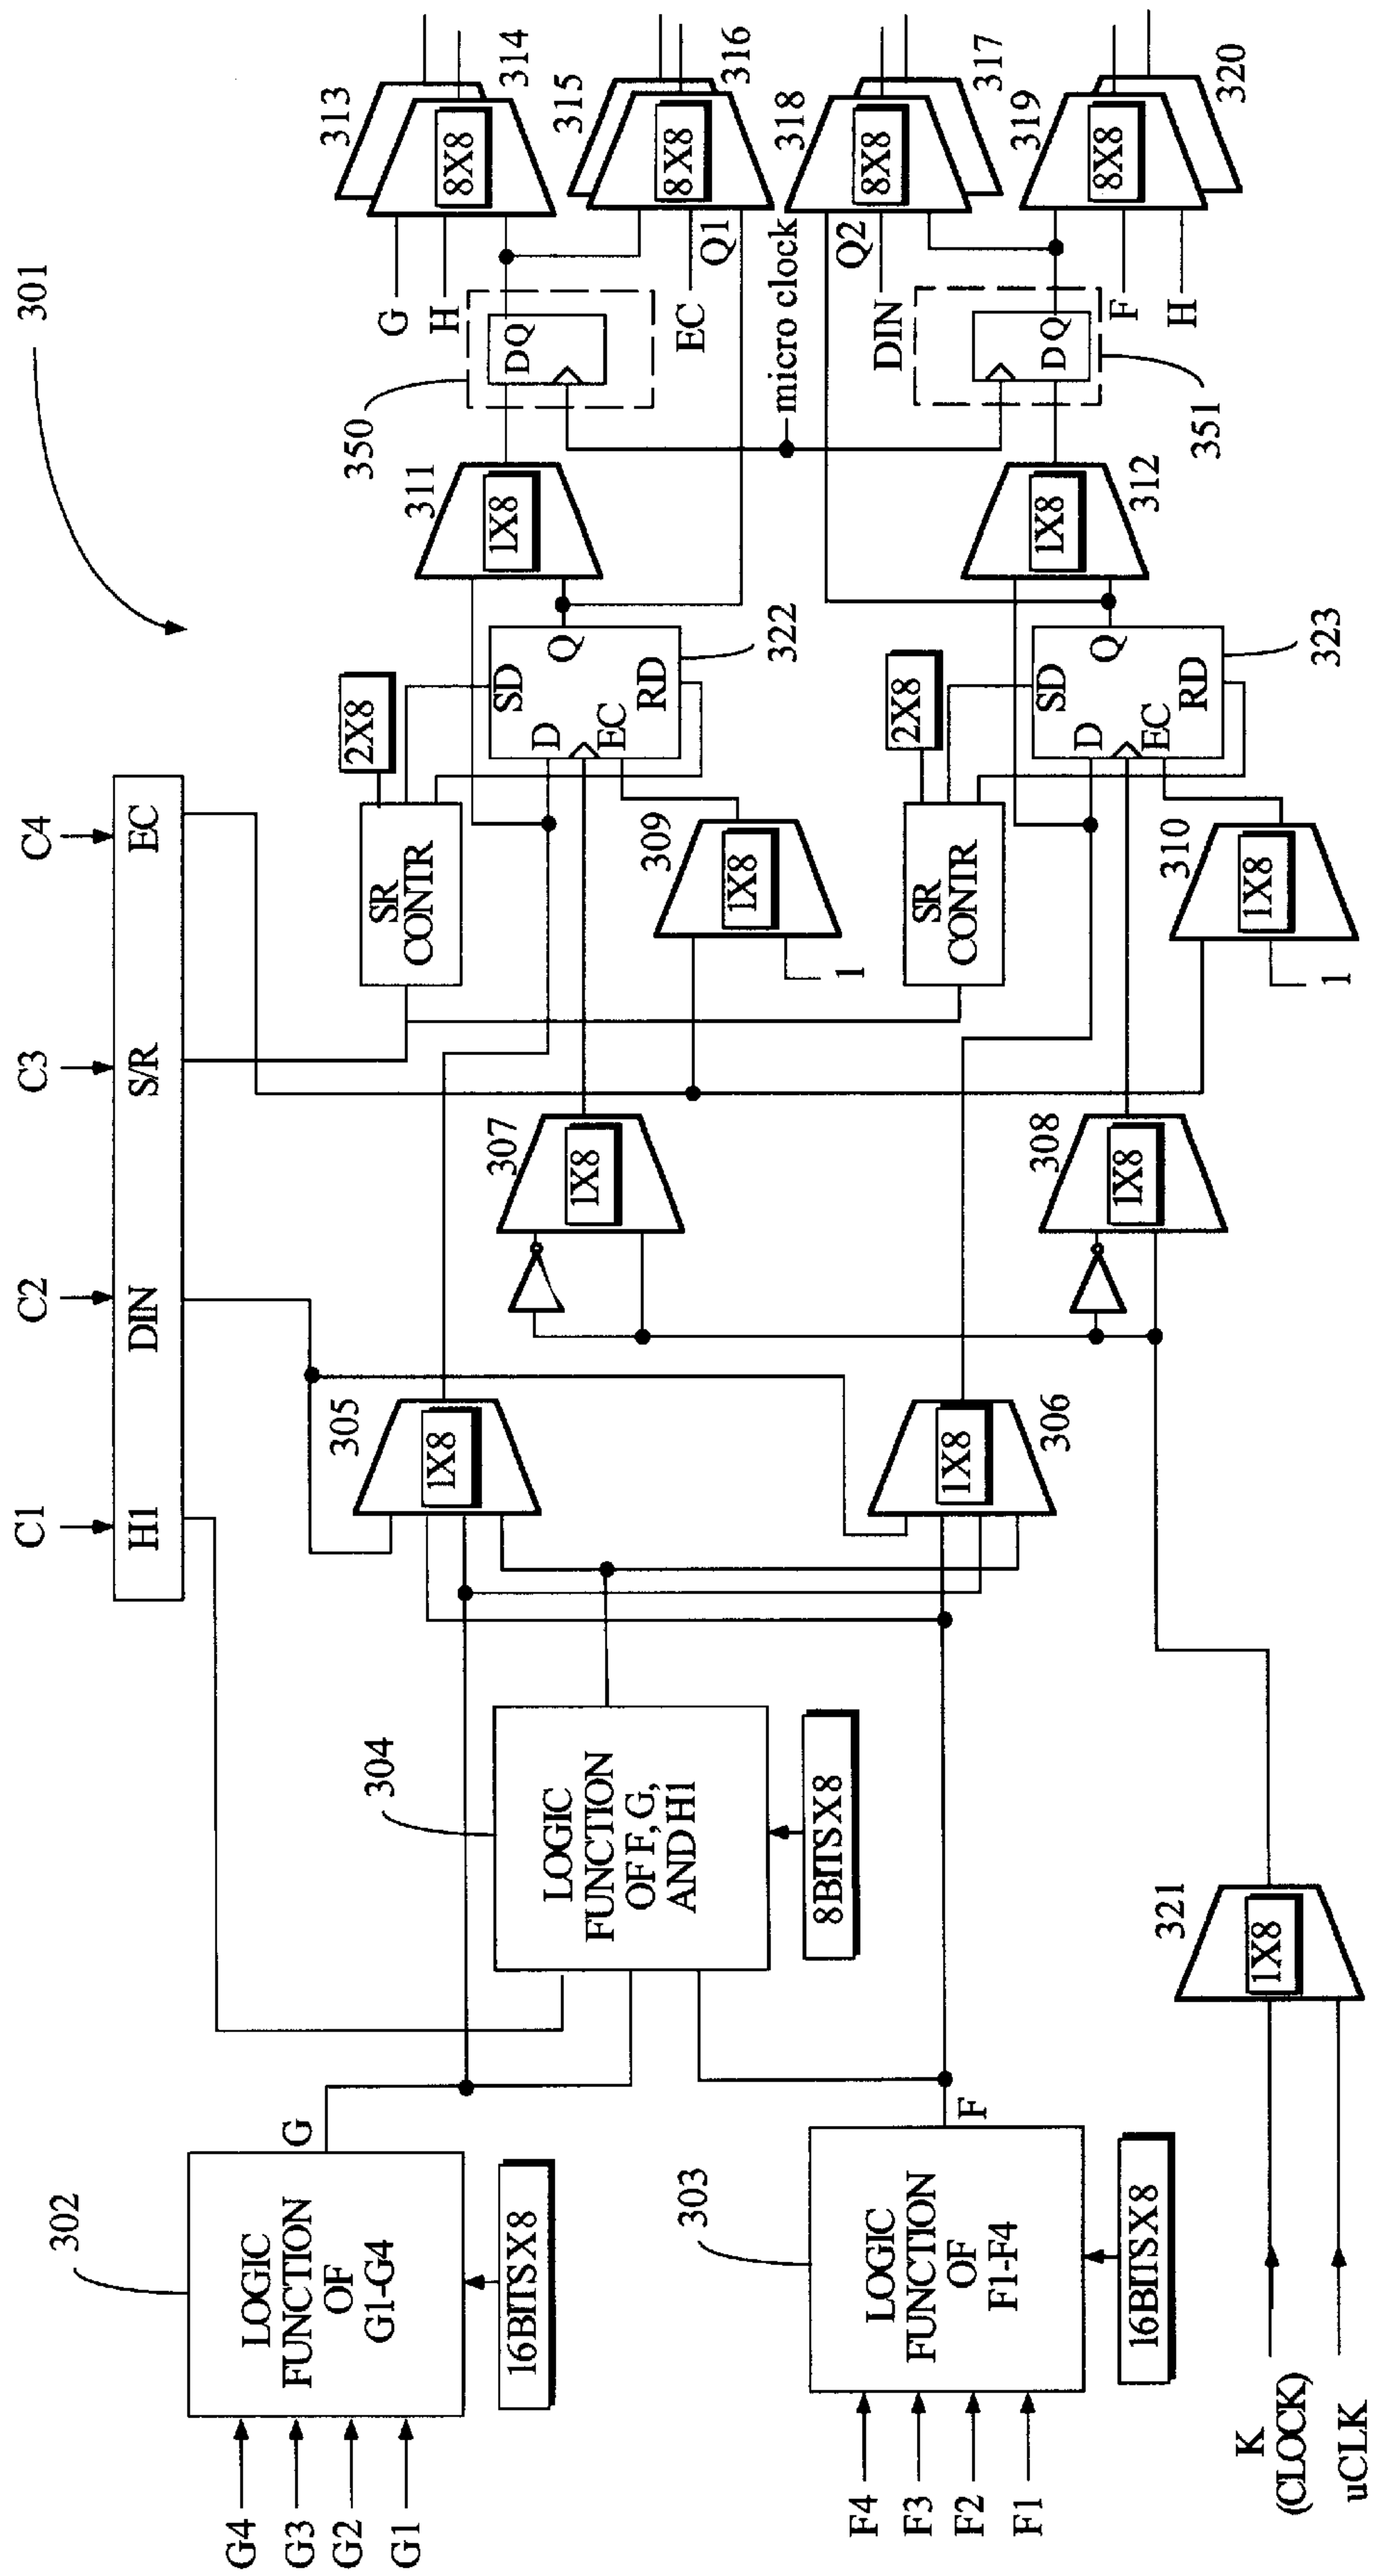 301
C1
C2
C3
C4
H1
DIN
S/R
EC
302
LOGIC
FUNCTION
OF
G1-G4
G
G4
G3
G2
G1
16BITSX8
303
LOGIC
FUNCTION
OF
F1-F4
F
F4
F3
F2
F1
16BITSX8
304
LOGIC
FUNCTION
OF F, G,
AND H1
8BITSX8
K
(CLOCK)
uCLK
321
1X8
305
1X8
306
1X8
307
1X8
308
1X8
SR
CONTR
2X8
309
1X8
1
SD
D
Q
EC
RD
322
SR
CONTR
2X8
310
1X8
1
SD
D
Q
EC
RD
323
311
1X8
312
1X8
350
D Q
micro clock
D Q
351
G
H
313
8X8
314
EC
Q1
315
8X8
316
Q2
DIN
318
8X8
317
F
H
319
8X8
320